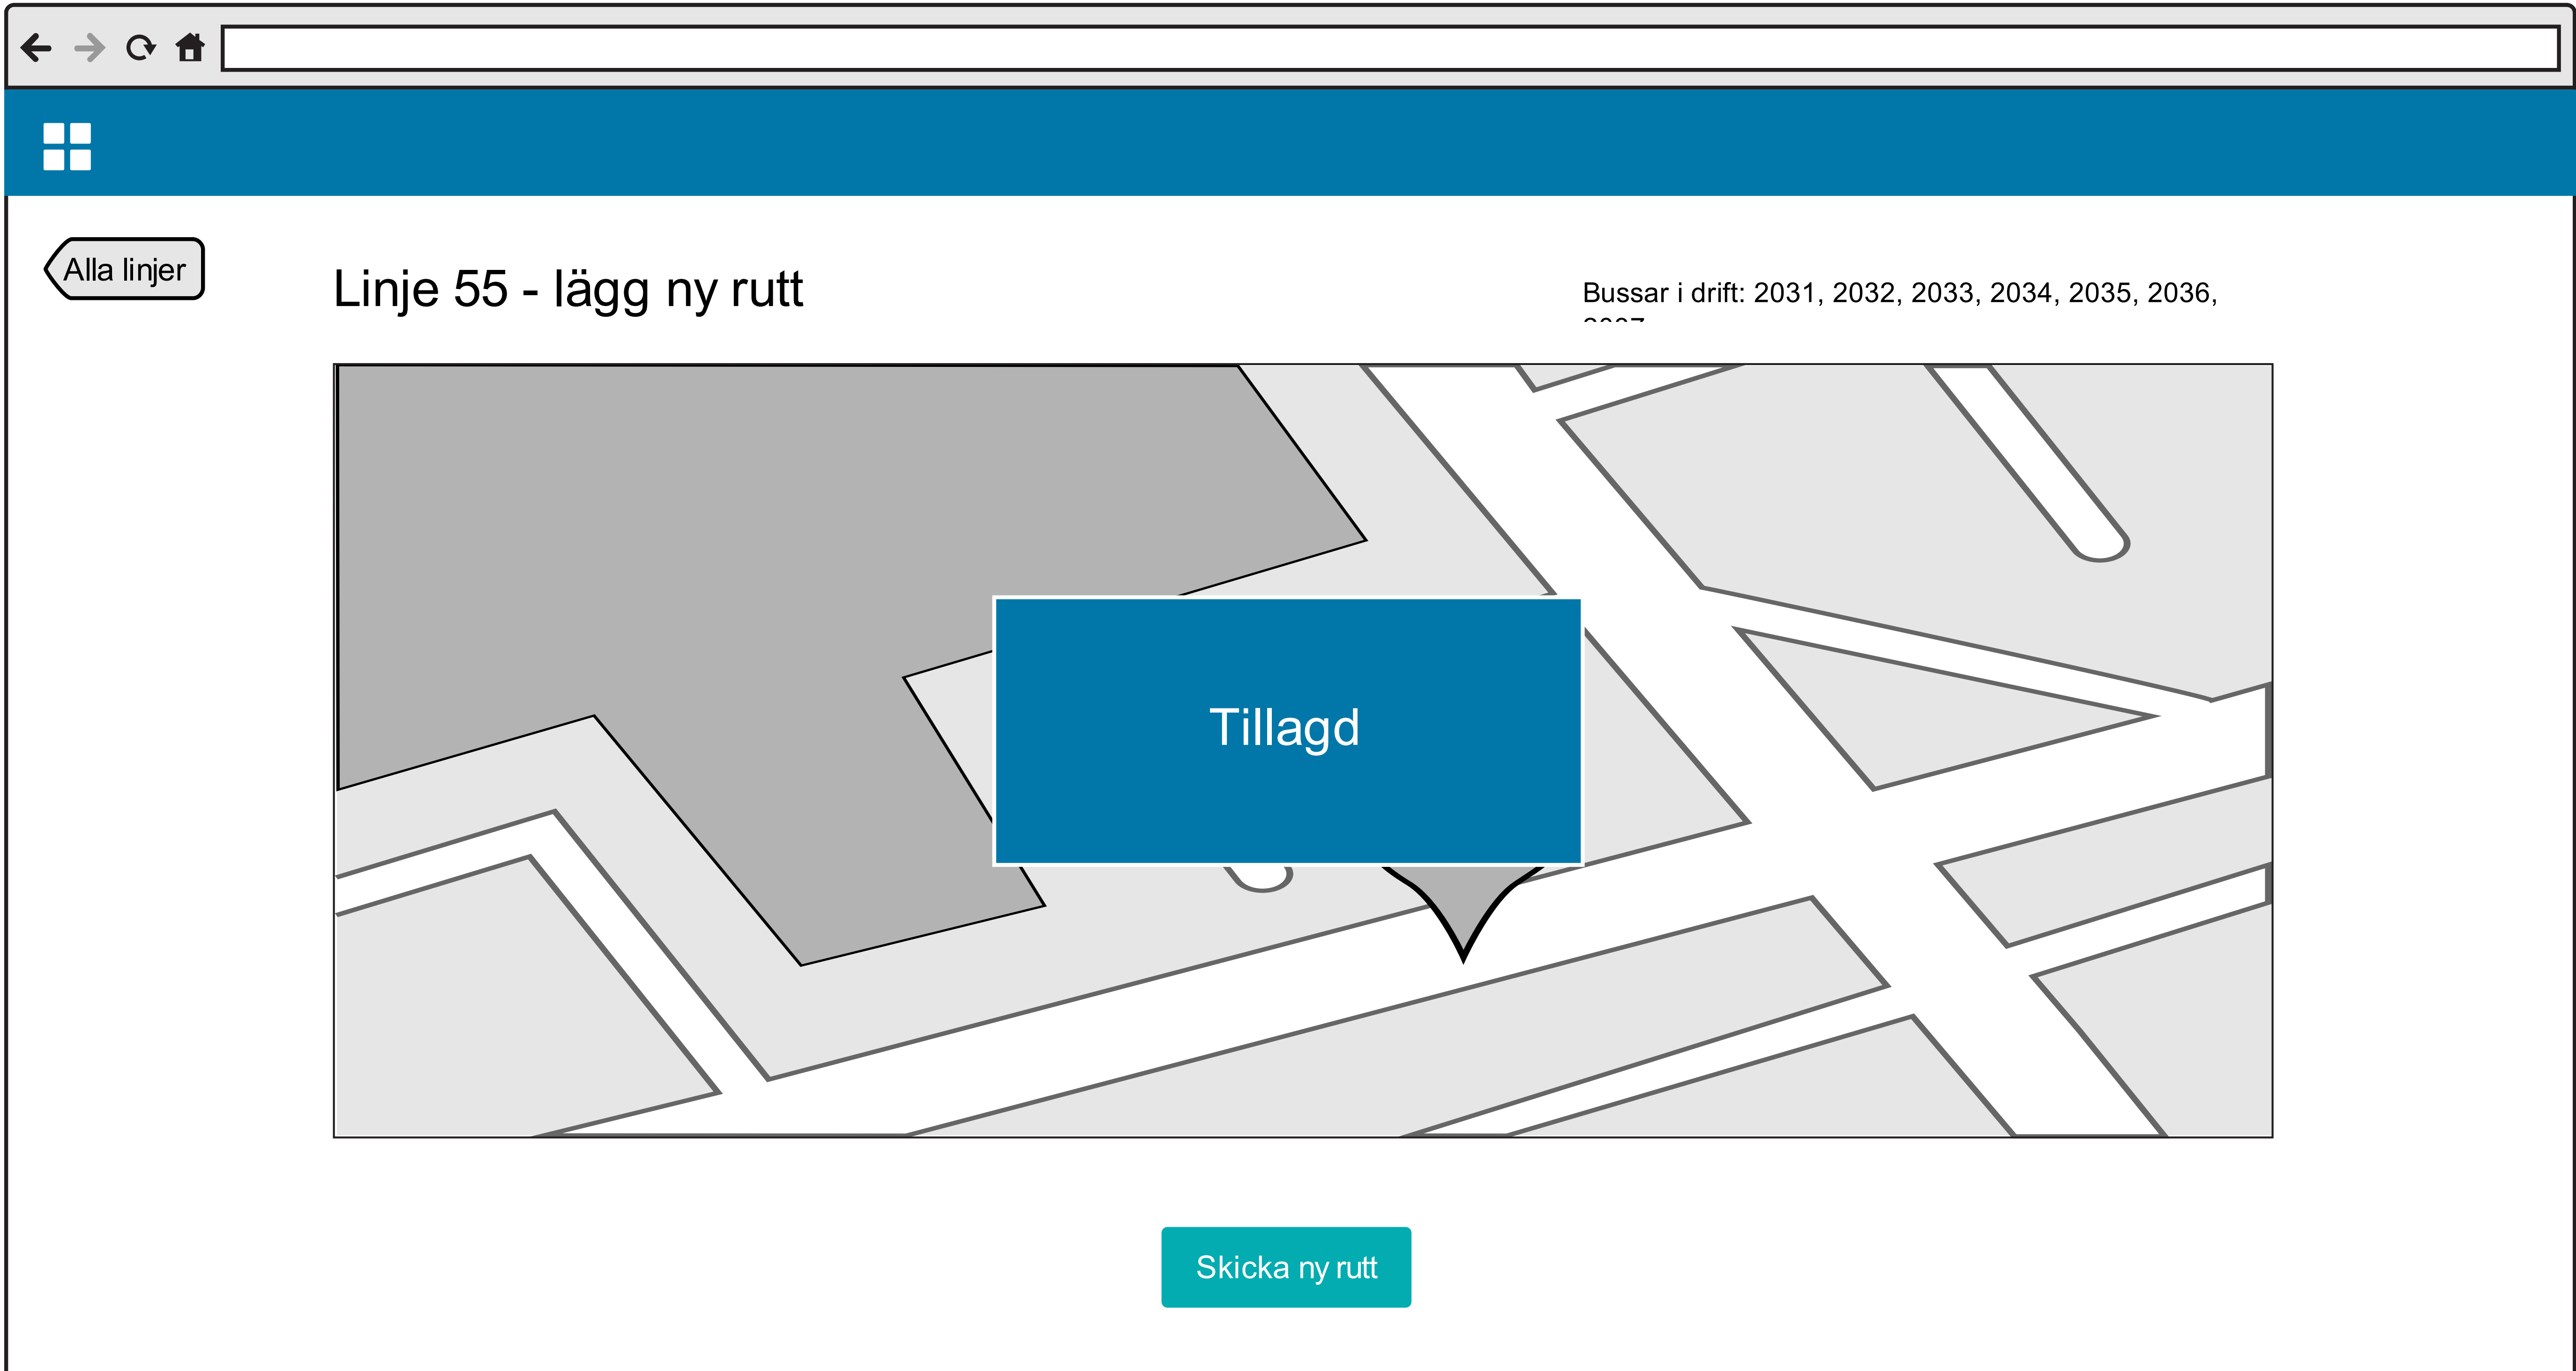 Alla linjer
Linje 55 - lägg ny rutt
Bussar i drift: 2031, 2032, 2033, 2034, 2035, 2036,
Tillagd
Skicka ny rutt